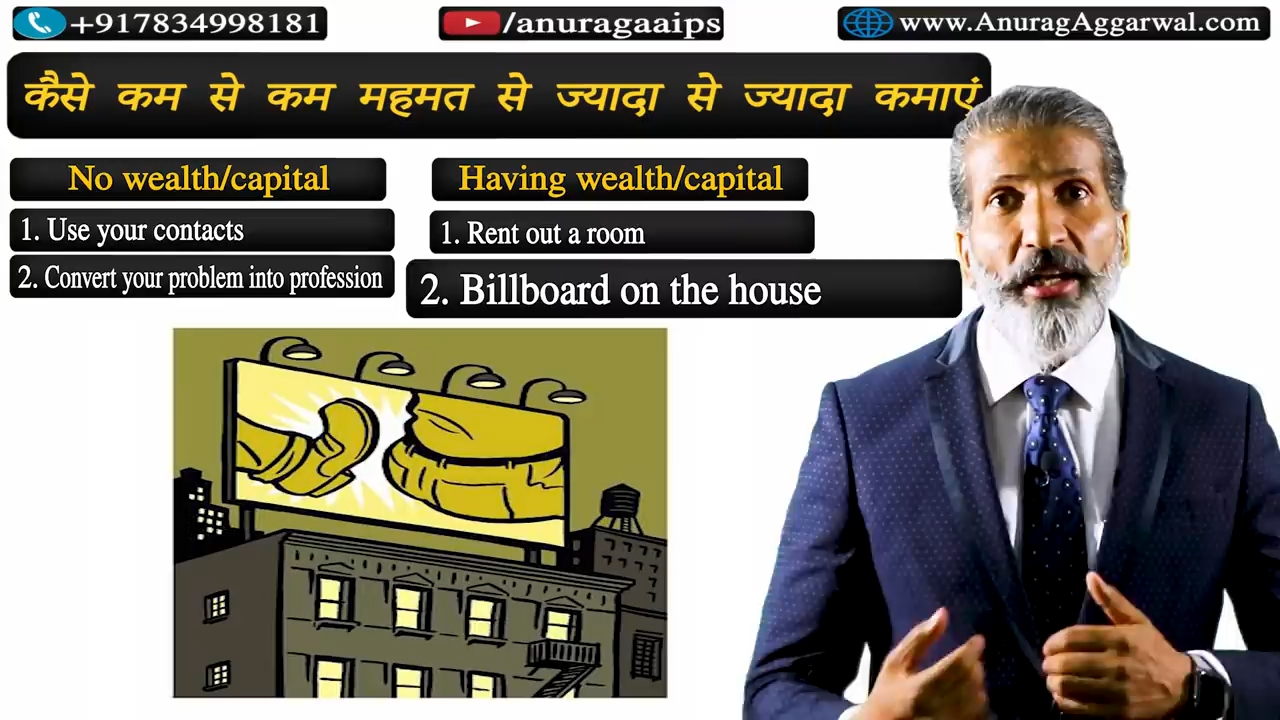 +917834998181
/anuragaaips
www.AnuragAggarwal.com
कैसे कम से कम महमत से ज्यादा से ज्यादा कमाएं
No wealth/capital
1. Use your contacts
2. Convert your problem into profession
Having wealth/capital
1. Rent out a room
2. Billboard on the house